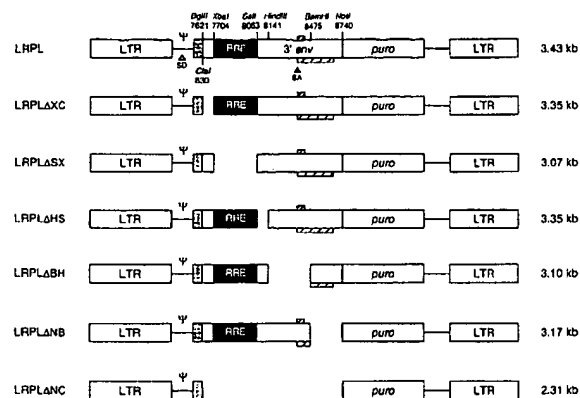 BglII XbaI HindIII BamHI NotI
7621 7704 8053 8141 8475 8740
LRPL LTR Ψ RRE 3' env puro LTR 3.43 kb
SD SA
ClaI
830
LRPLΔXC LTR Ψ RRE puro LTR 3.35 kb
LRPLΔSX LTR Ψ puro LTR 3.07 kb
LRPLΔHS LTR Ψ RRE puro LTR 3.35 kb
LRPLΔBH LTR Ψ RRE puro LTR 3.10 kb
LRPLΔNB LTR Ψ RRE puro LTR 3.17 kb
LRPLΔNC LTR Ψ puro LTR 2.31 kb